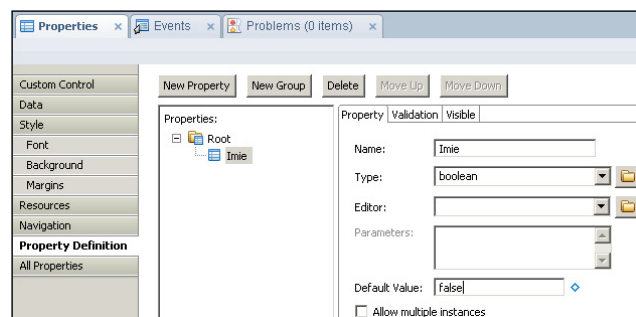 Properties Events Problems (0 items)
Custom Control
Data
Style
Font
Background
Margins
Resources
Navigation
Property Definition
All Properties
New Property New Group Delete Move Up Move Down
Properties:
Root
Imie
Property Validation Visible
Name: Imie
Type: boolean
Editor:
Parameters:
Default Value: false
Allow multiple instances